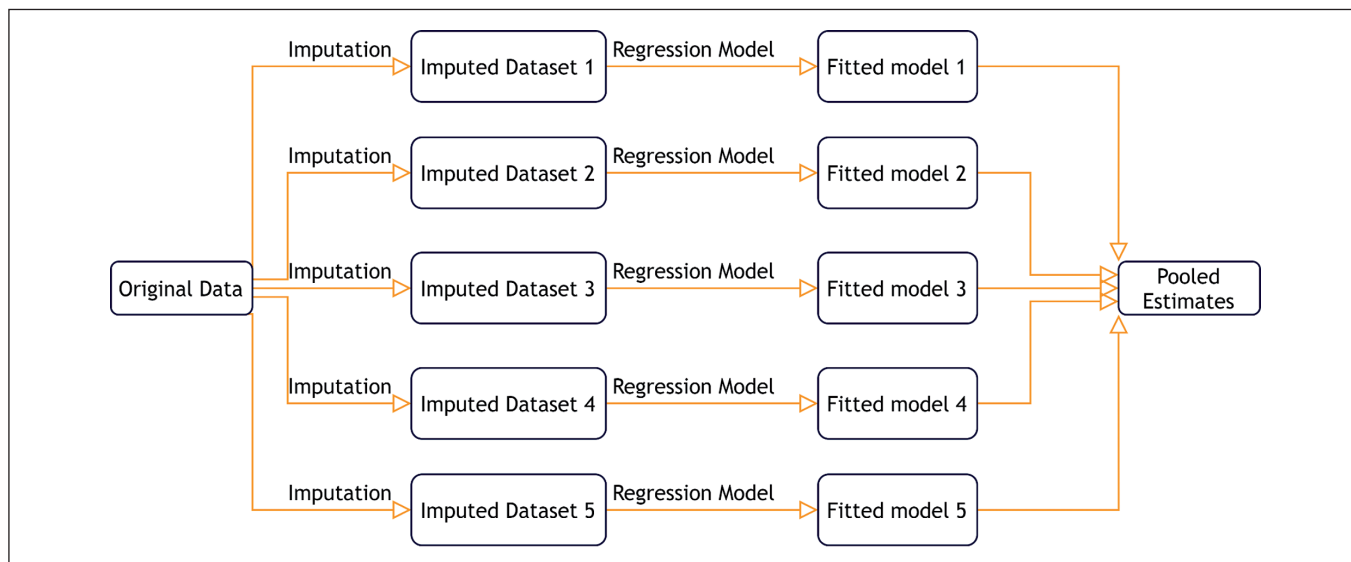 Imputation
Imputed Dataset 1
Regression Model
Fitted model 1
Imputation
Imputed Dataset 2
Regression Model
Fitted model 2
Original Data
Imputation
Imputed Dataset 3
Regression Model
Fitted model 3
Pooled
Estimates
Imputation
Imputed Dataset 4
Regression Model
Fitted model 4
Imputation
Imputed Dataset 5
Regression Model
Fitted model 5